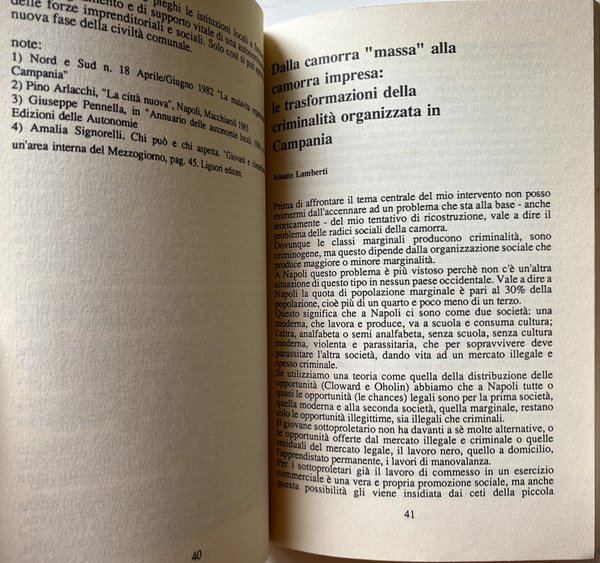 pieghi le istituzioni locali a
e di supporto vitale di una autonomia
delle forze imprenditoriali e sociali. Solo così si può
nuova fase della civiltà comunale.
note:
1) Nord e Sud n. 18 Aprile/Giugno 1982 "La malavita
Campania"
2) Pino Arlacchi, "La città nuova", Napoli, Macchiaroli 1985
3) Giuseppe Pennella, in "Annuario delle autonomie locali,
Edizioni delle Autonomie
4) Amalia Signorelli. Chi può e chi aspetta. "Giovani e
un'area interna del Mezzogiorno, pag. 45. Liguori editore.
40
Dalla camorra "massa" alla
camorra impresa:
le trasformazioni della
criminalità organizzata in
Campania
Amato Lamberti
Prima di affrontare il tema centrale del mio intervento non posso
esimermi dall'accennare ad un problema che sta alla base - anche
teoricamente - del mio tentativo di ricostruzione, vale a dire il
problema delle radici sociali della camorra.
Dovunque le classi marginali producono criminalità, sono
criminogene, ma questo dipende dalla organizzazione sociale che
produce maggiore o minore marginalità.
A Napoli questo problema è più vistoso perchè non c'è un'altra
situazione di questo tipo in nessun paese occidentale. Vale a dire a
Napoli la quota di popolazione marginale è pari al 30% della
popolazione, cioè più di un quarto e poco meno di un terzo.
Questo significa che a Napoli ci sono come due società: una
moderna, che lavora e produce, va a scuola e consuma cultura;
l'altra, analfabeta o semi analfabeta, senza scuola, senza cultura
moderna, violenta e parassitaria, che per sopravvivere deve
parassitare l'altra società, dando vita ad un mercato illegale e
spesso criminale.
Se utilizziamo una teoria come quella della distribuzione delle
opportunità (Cloward e Oholin) abbiamo che a Napoli tutte o
quasi le opportunità (le chances) legali sono per la prima società,
quella moderna e alla seconda società, quella marginale, restano
solo le opportunità illegittime, sia illegali che criminali.
Il giovane sottoproletario non ha davanti a sè molte alternative, o
le opportunità offerte dal mercato illegale e criminale o quelle
residuali del mercato legale, il lavoro nero, quello a domicilio,
l'apprendistato permanente, i lavori di manovalanza.
Per i sottoproletari già il lavoro di commesso in un esercizio
commerciale è una vera e propria promozione sociale, ma anche
questa possibilità gli viene insidiata dai ceti della piccola
41